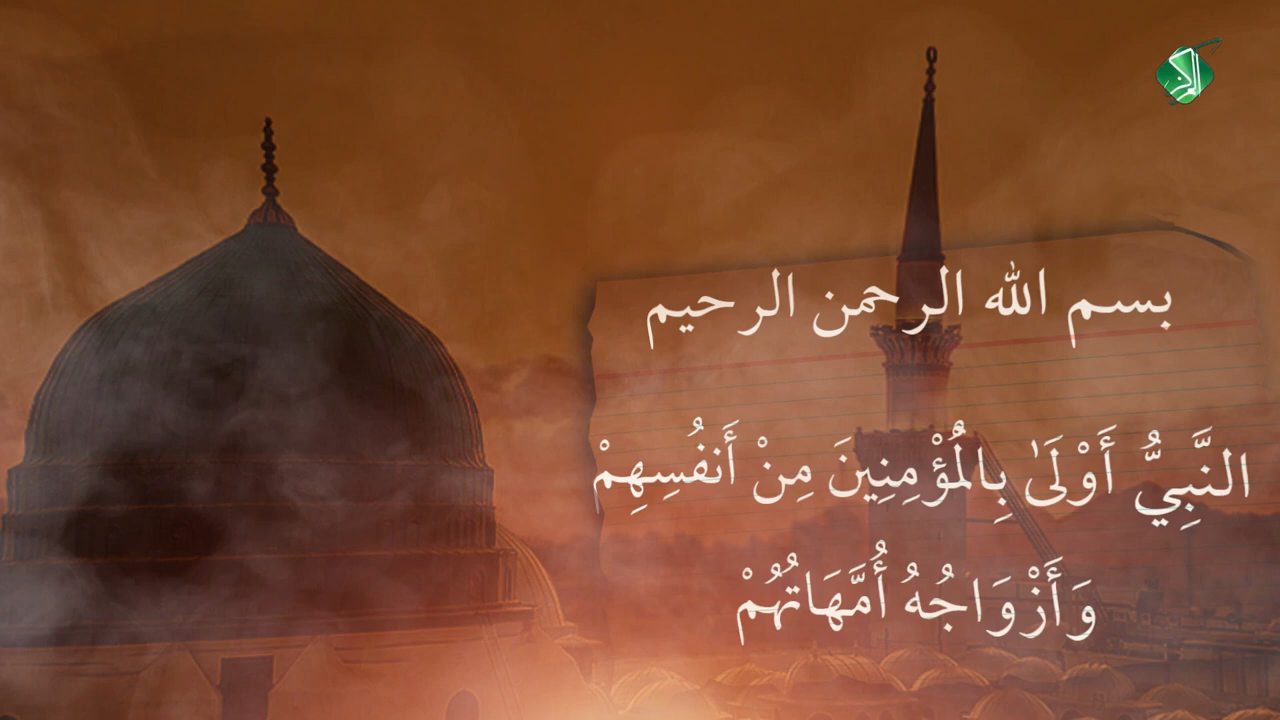 بسم الله الرحمن الرحيم
النَّبِيُّ أَوْلَىٰ بِالْمُؤْمِنِينَ مِنْ أَنفُسِهِمْ
وَأَزْوَاجُهُ أُمَّهَاتُهُمْ